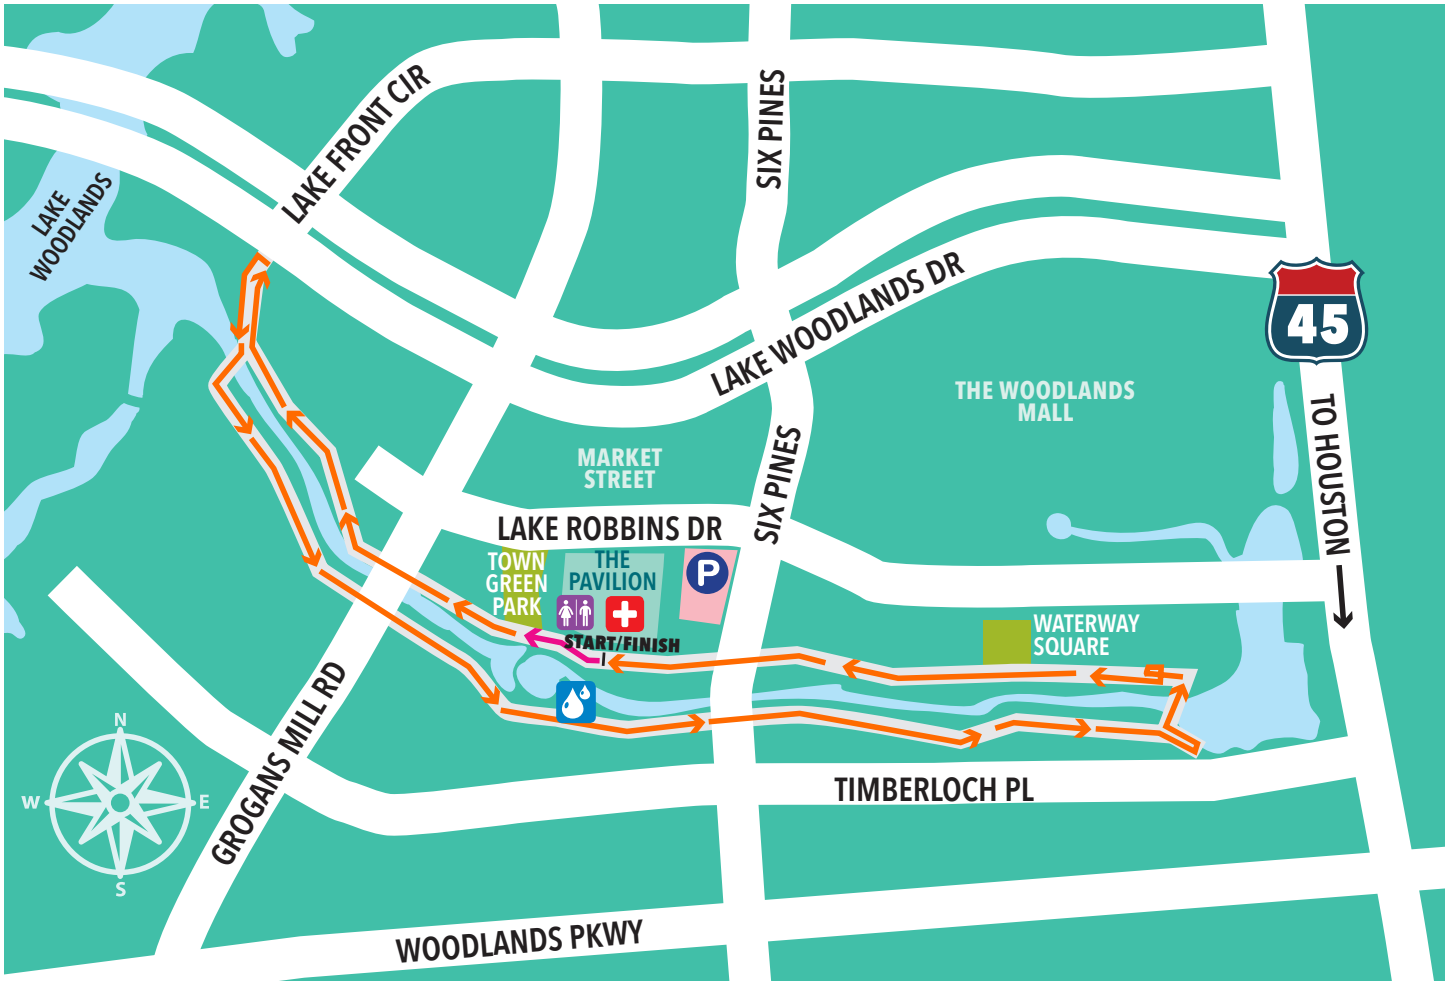 LAKE FRONT CIR
SIX PINES
LAKE
WOODLANDS
LAKE WOODLANDS DR
45
THE WOODLANDS
MALL
TO HOUSTON
MARKET
STREET
SIX PINES
LAKE ROBBINS DR
TOWN
GREEN
PARK
THE
PAVILION
P
START/FINISH
WATERWAY
SQUARE
GROGANS MILL RD
N
W
E
S
TIMBERLOCH PL
WOODLANDS PKWY